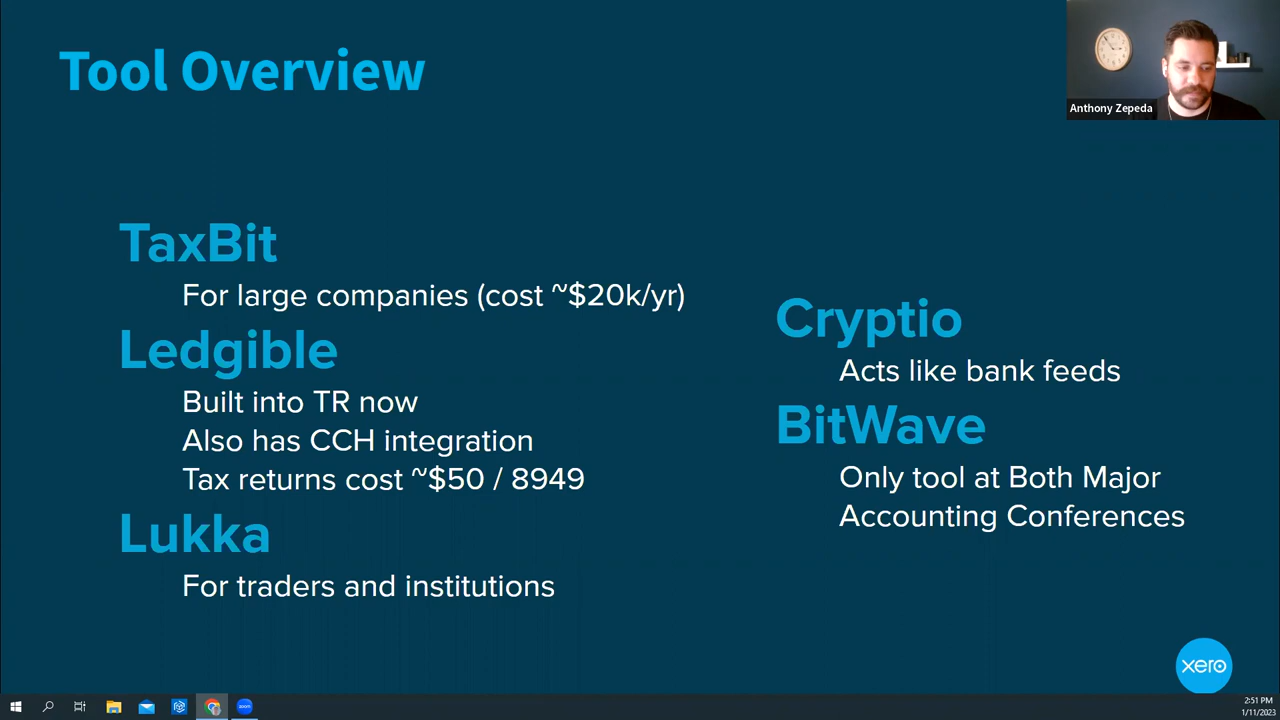 Tool Overview
Anthony Zepeda
TaxBit
For large companies (cost ~$20k/yr)
Ledgible
Built into TR now
Also has CCH integration
Tax returns cost ~$50 / 8949
Lukka
For traders and institutions
Cryptio
Acts like bank feeds
BitWave
Only tool at Both Major
Accounting Conferences
xero
zoom
2:51 PM
1/11/2023